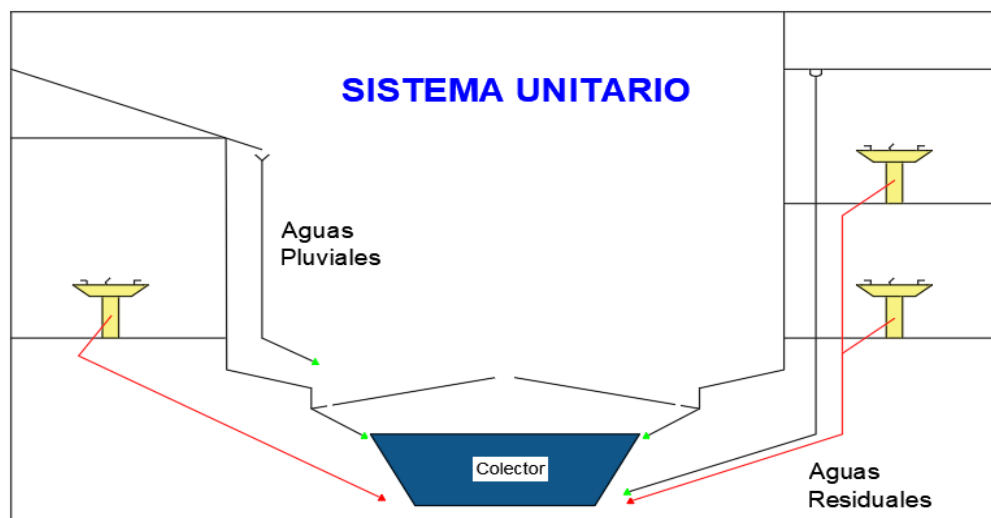 SISTEMA UNITARIO
Aguas
Pluviales
Colector
Aguas
Residuales